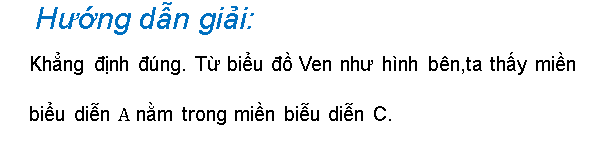 Hướng dẫn giải:
Khẳng định đúng. Từ biểu đồ Ven như hình bên,ta thấy miền
biểu diễn A nằm trong miền biễu diễn C.